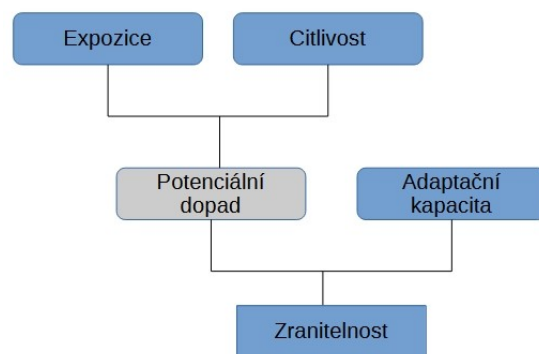 Expozice
Citlivost
Potenciální
dopad
Adaptační
kapacita
Zranitelnost